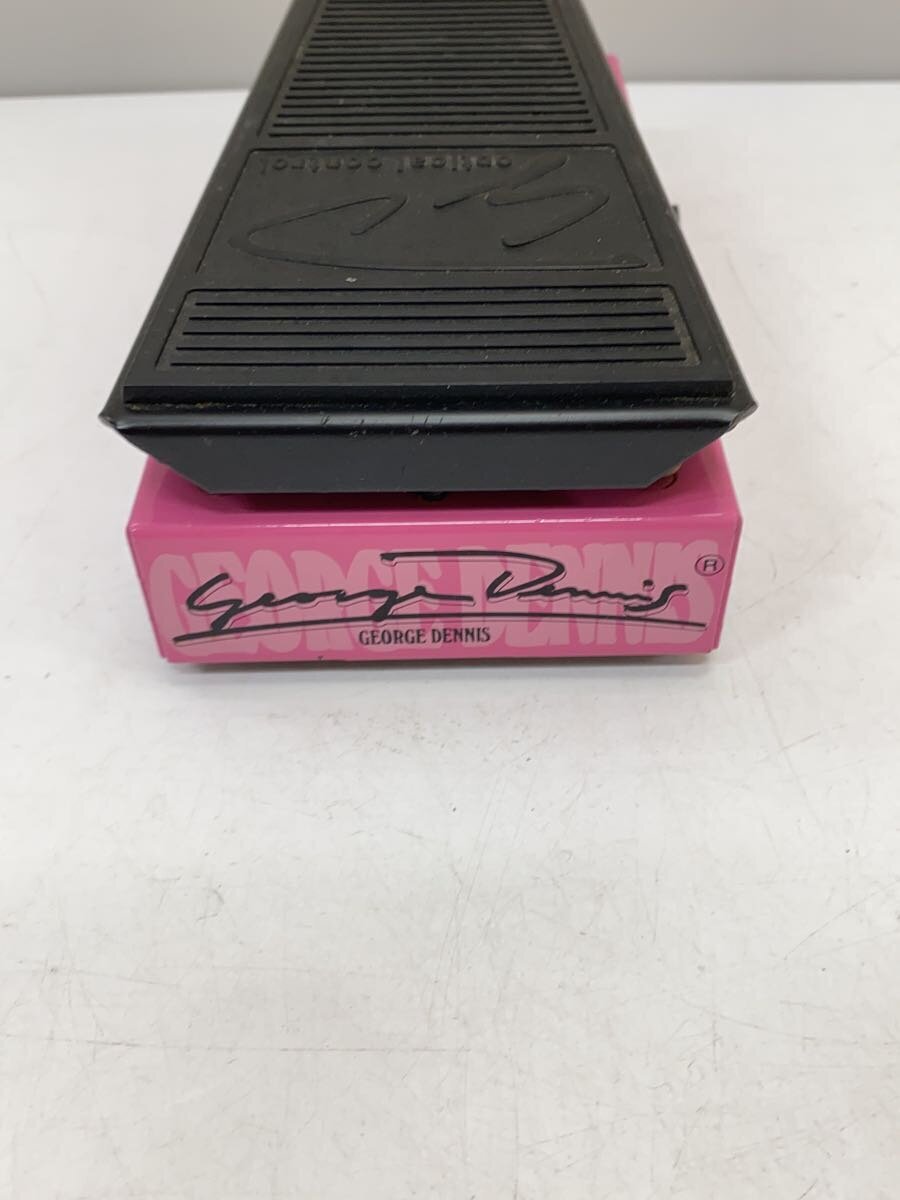 optical control
GEORGE DENNIS
George Dennis ®
GEORGE DENNIS